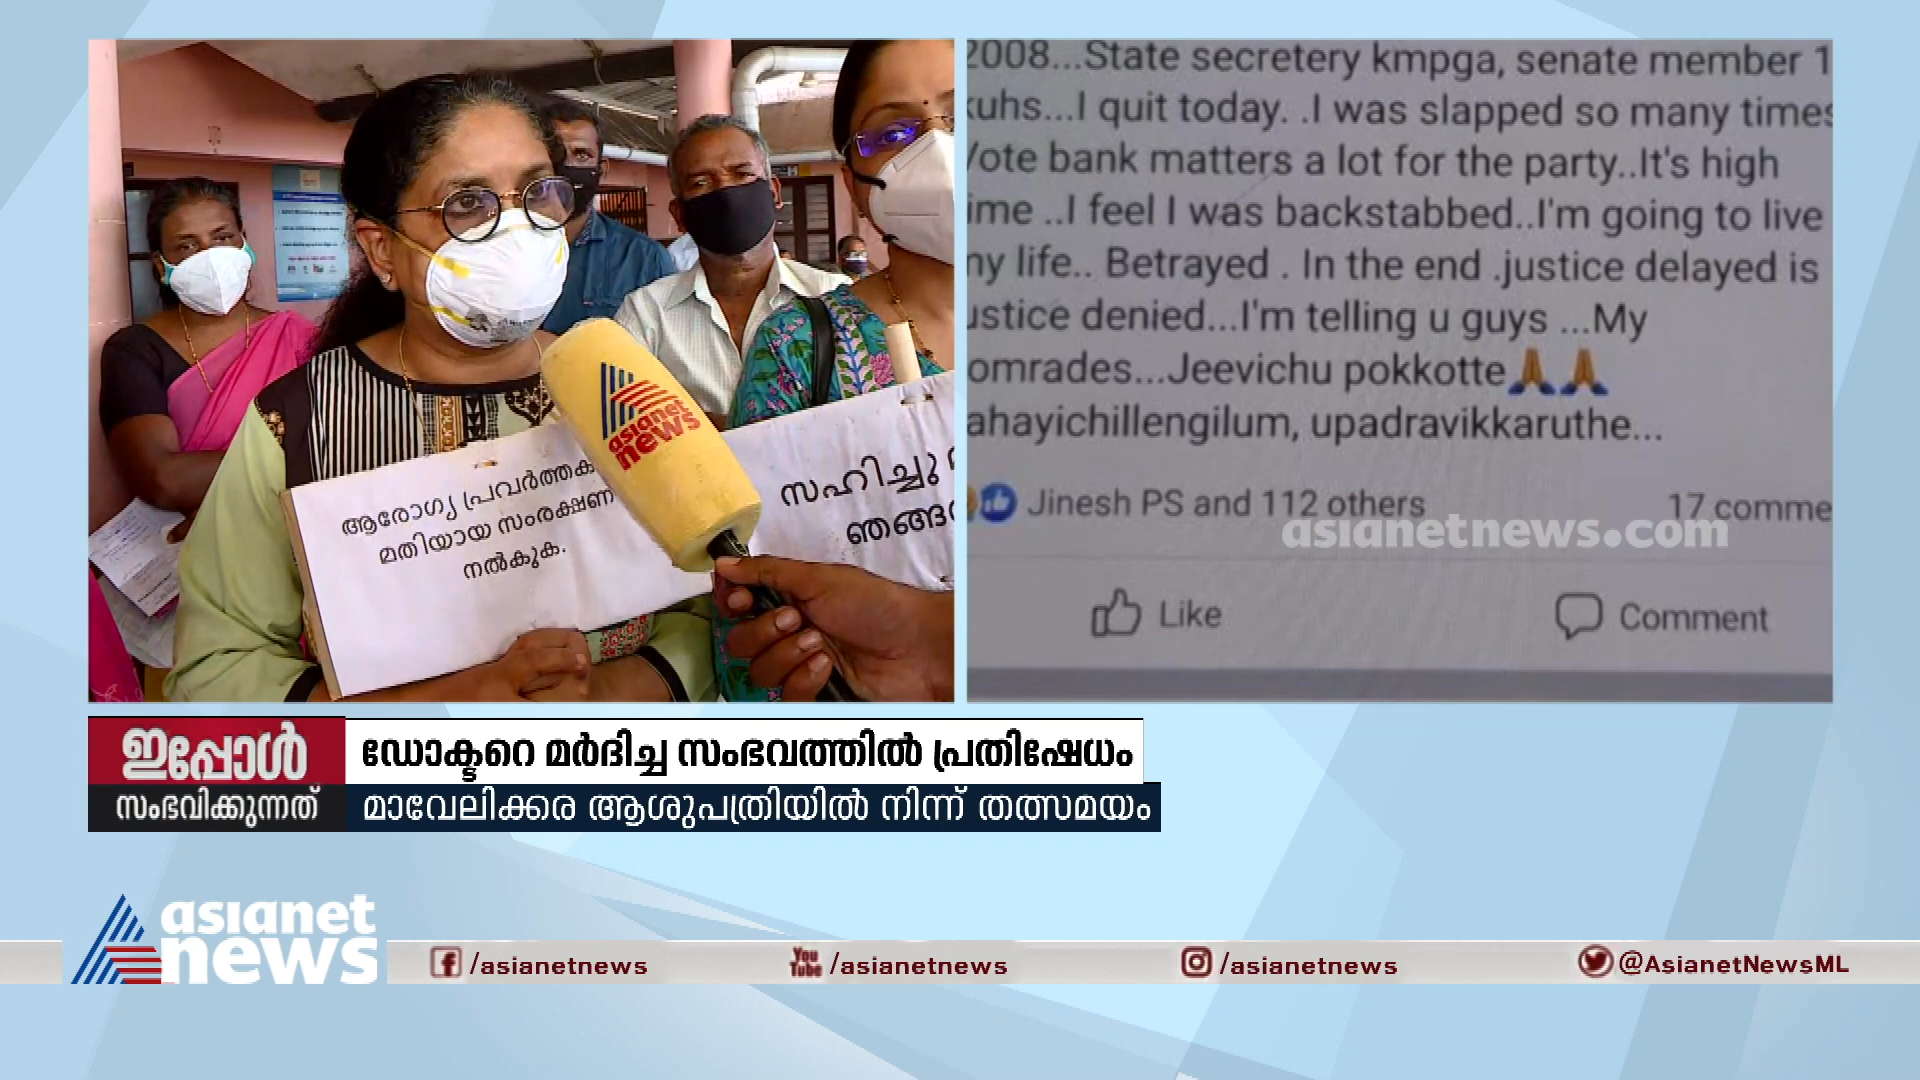 2008...State secretery kmpga, senate member 1
kuhs...I quit today. .I was slapped so many times
Vote bank matters a lot for the party..It's high
ime ..I feel I was backstabbed..I'm going to live
my life.. Betrayed . In the end .justice delayed is
ustice denied...I'm telling u guys ...My
omrades...Jeevichu pokkotte🙏🙏
ahayichillengilum, upadravikkaruthe...
Jinesh PS and 112 others
17 comme
asianetnews.com
Like
Comment
asianet
news
ആരോഗ്യ പ്രവർത്തക
മതിയായ സംരക്ഷണ
നൽകുക.
സഹിച്ചു
ഞങ്ങ
ഇപ്പോൾ
സംഭവിക്കുന്നത്
ഡോക്ടറെ മർദിച്ച സംഭവത്തിൽ പ്രതിഷേധം
മാവേലിക്കര ആശുപത്രിയിൽ നിന്ന് തത്സമയം
asianet
news
/asianetnews
You
Tube /asianetnews
/asianetnews
@AsianetNewsML